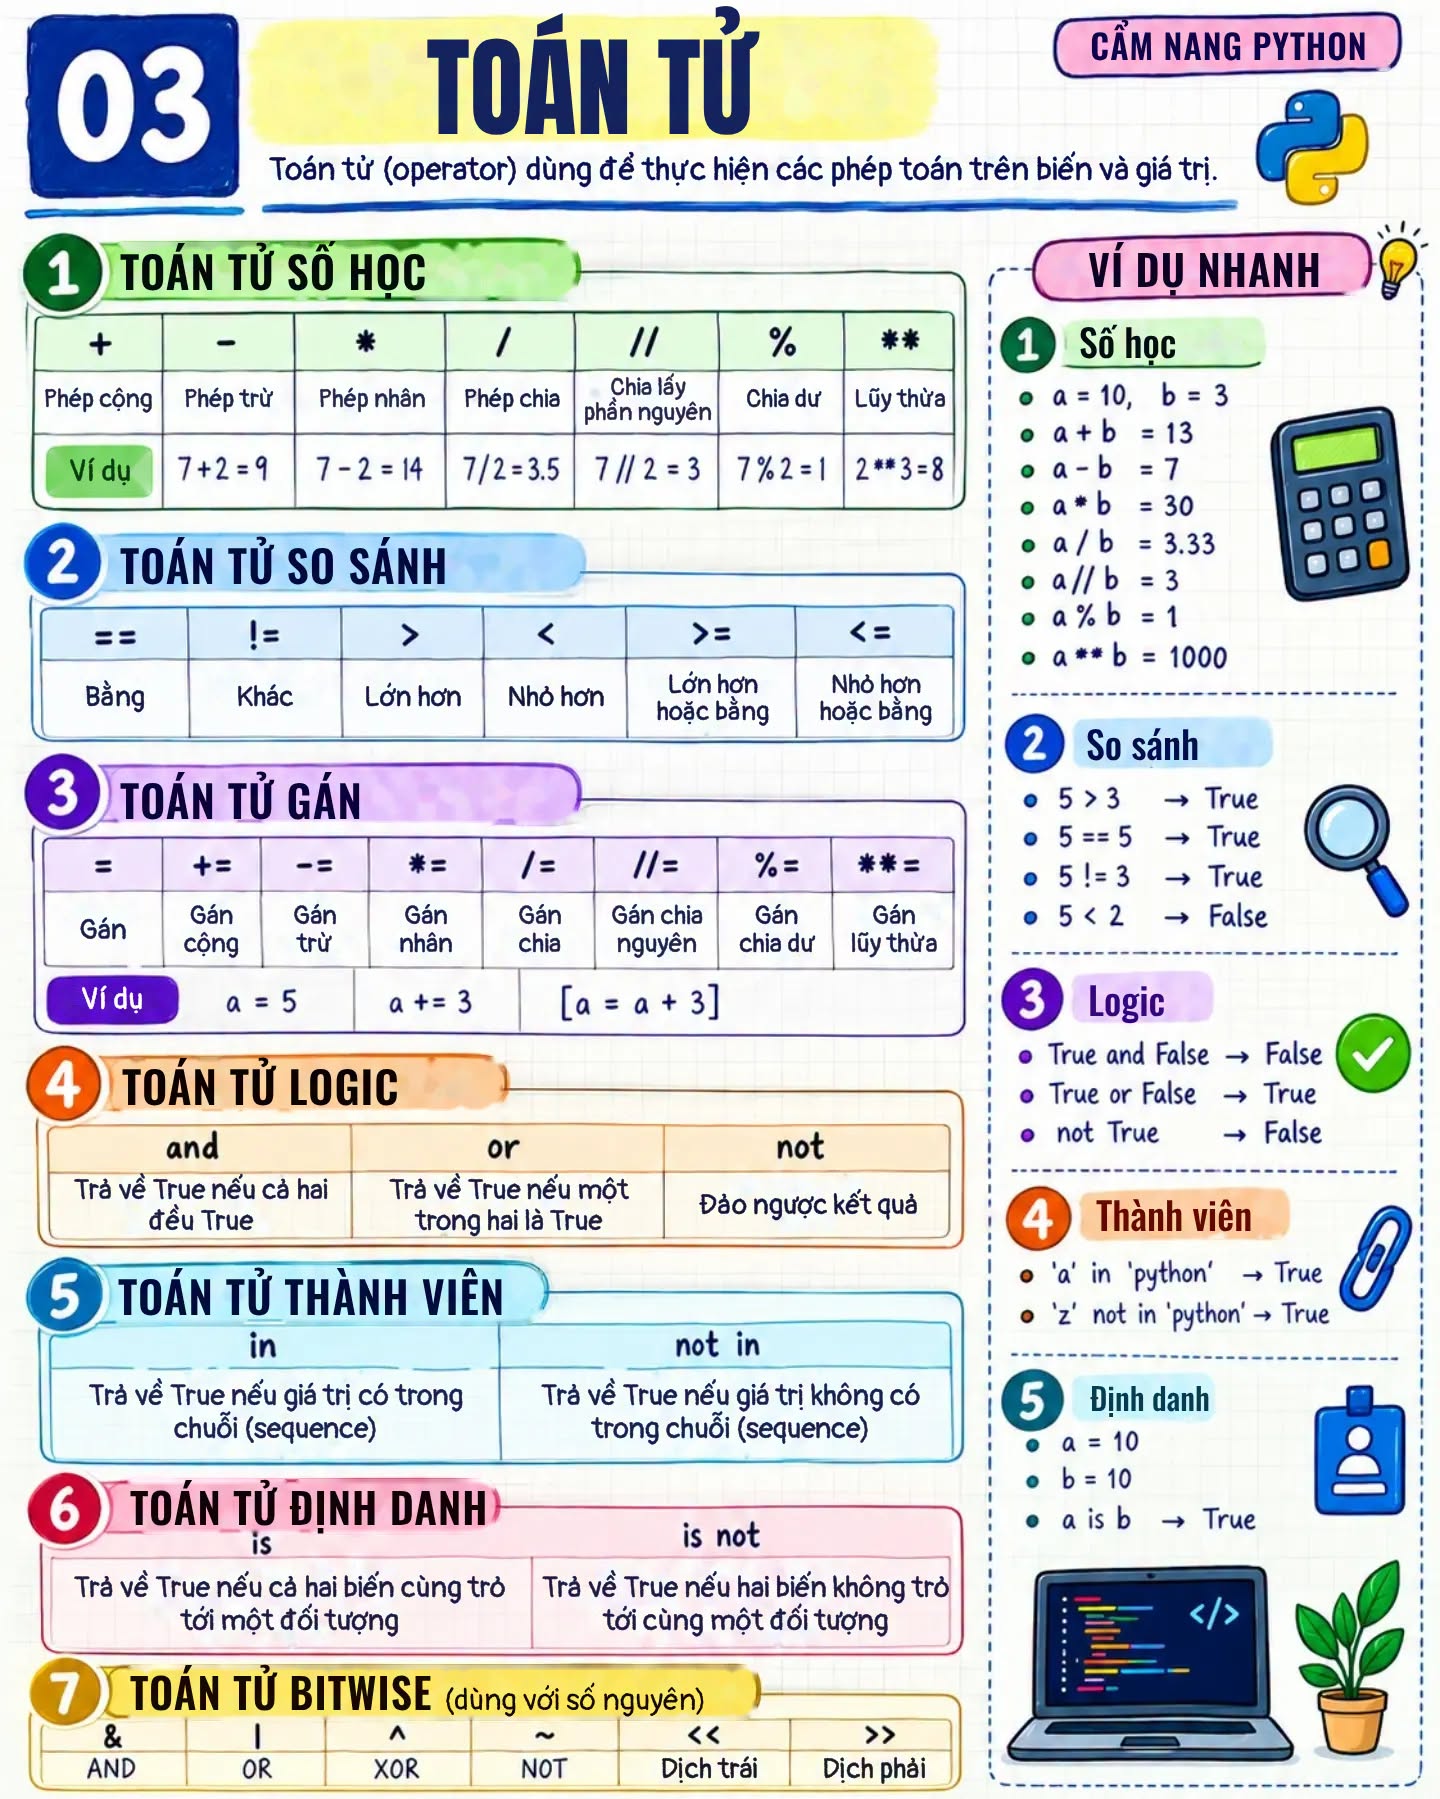 03
TOÁN TỬ
CẨM NANG PYTHON
Toán tử (operator) dùng để thực hiện các phép toán trên biến và giá trị.
1 TOÁN TỬ SỐ HỌC
+ - * / // % **
Phép cộng Phép trừ Phép nhân Phép chia Chia lấy phần nguyên Chia dư Lũy thừa
Ví dụ 7+2=9 7-2=14 7/2=3.5 7//2=3 7%2=1 2**3=8
2 TOÁN TỬ SO SÁNH
== != > < >= <=
Bằng Khác Lớn hơn Nhỏ hơn Lớn hơn hoặc bằng Nhỏ hơn hoặc bằng
3 TOÁN TỬ GÁN
= += -= *= /= //= %= **=
Gán Gán cộng Gán trừ Gán nhân Gán chia Gán chia nguyên Gán chia dư Gán lũy thừa
Ví dụ a = 5 a += 3 [a = a + 3]
4 TOÁN TỬ LOGIC
and or not
Trả về True nếu cả hai đều True Trả về True nếu một trong hai là True Đảo ngược kết quả
5 TOÁN TỬ THÀNH VIÊN
in not in
Trả về True nếu giá trị có trong chuỗi (sequence) Trả về True nếu giá trị không có trong chuỗi (sequence)
6 TOÁN TỬ ĐỊNH DANH
is is not
Trả về True nếu cả hai biến cùng trỏ tới một đối tượng Trả về True nếu hai biến không trỏ tới cùng một đối tượng
7 TOÁN TỬ BITWISE (dùng với số nguyên)
& | ^ ~ << >>
AND OR XOR NOT Dịch trái Dịch phải
VÍ DỤ NHANH
1 Số học
a = 10, b = 3
a + b = 13
a - b = 7
a * b = 30
a / b = 3.33
a // b = 3
a % b = 1
a ** b = 1000
2 So sánh
5 > 3 → True
5 == 5 → True
5 != 3 → True
5 < 2 → False
3 Logic
True and False → False
True or False → True
not True → False
4 Thành viên
'a' in 'python' → True
'z' not in 'python' → True
5 Định danh
a = 10
b = 10
a is b → True
</>